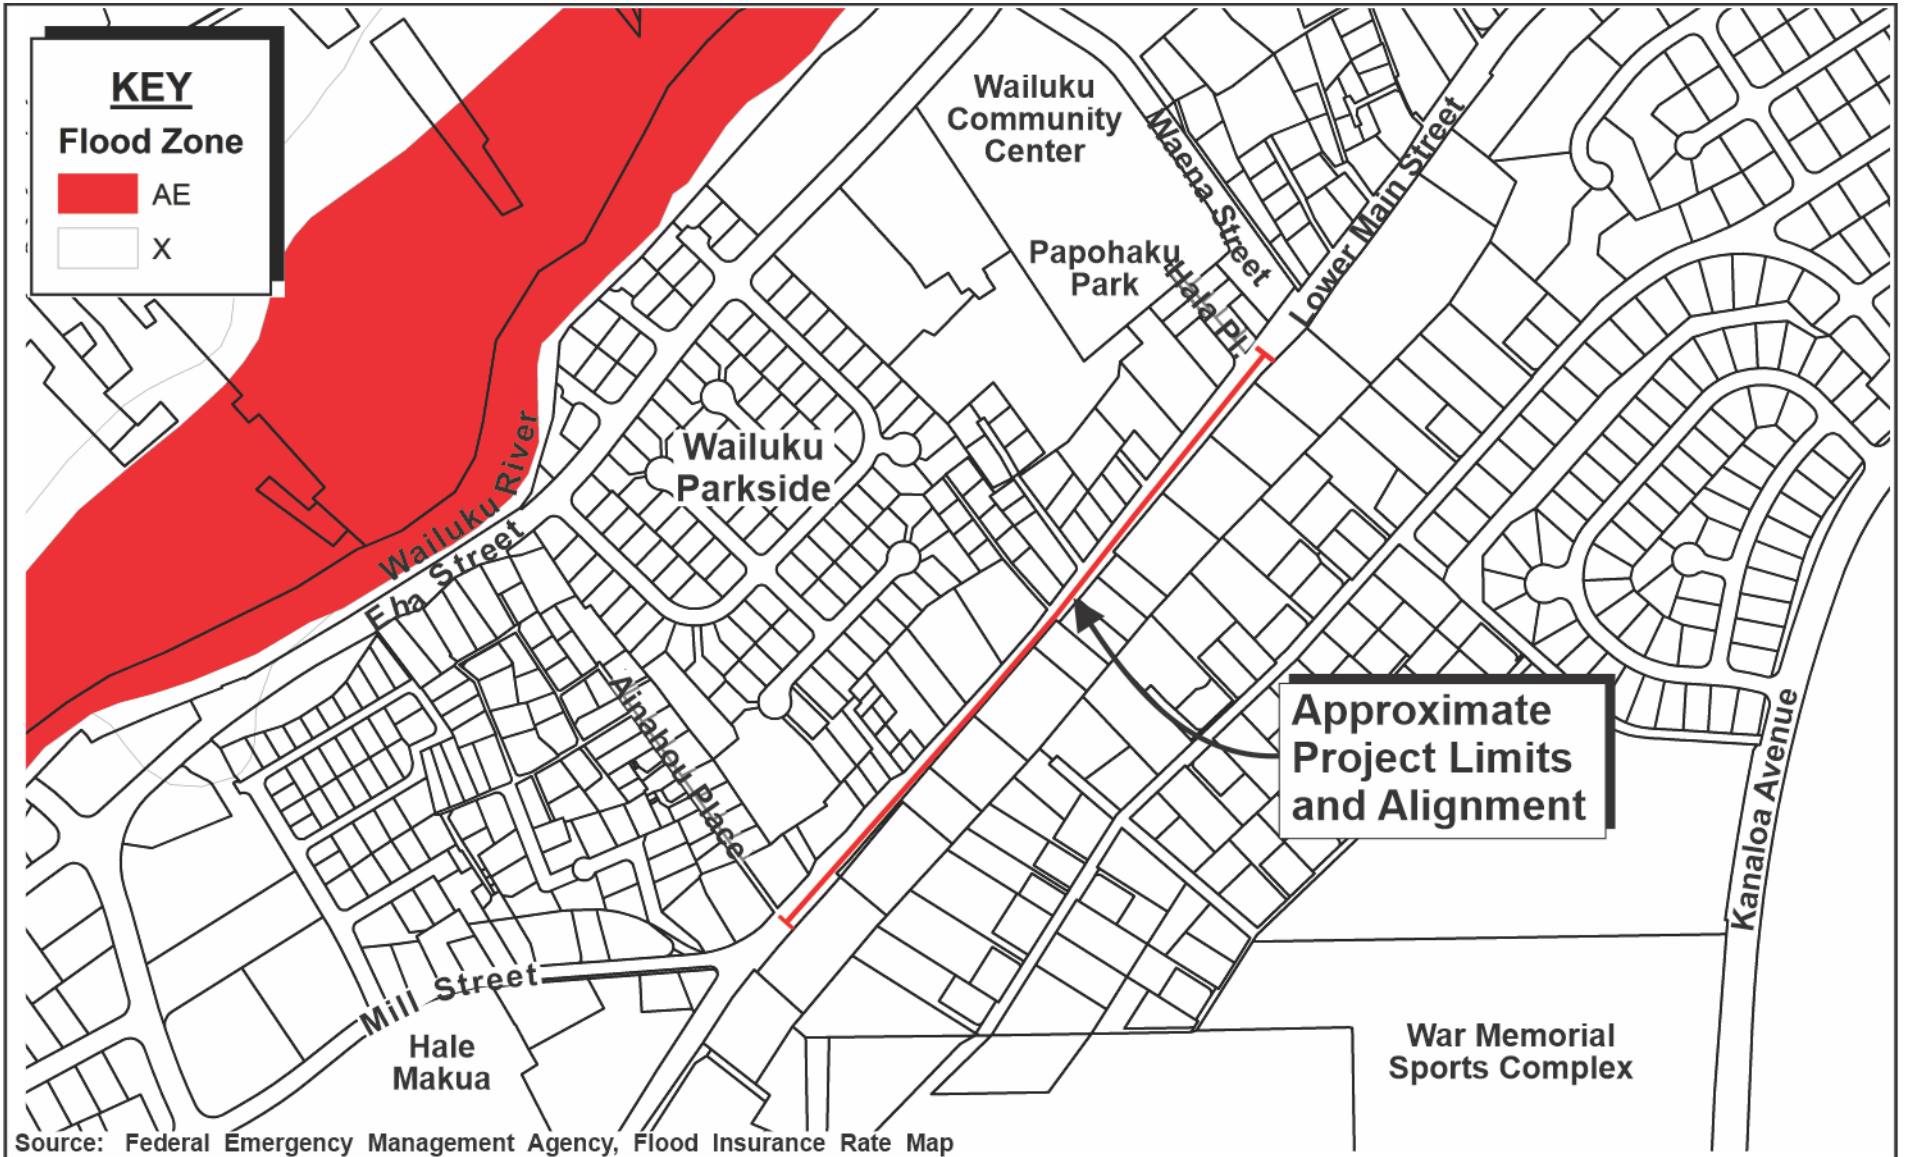 KEY
Flood Zone
AE
X
Wailuku
Community
Center
Waena Street
Lower Main Street
Papohaku
Park
Hala Pl.
Wailuku
Parkside
Wailuku River
Eha Street
Ainahou Place
Approximate
Project Limits
and Alignment
Kanaloa Avenue
Mill Street
Hale
Makua
War Memorial
Sports Complex
Source: Federal Emergency Management Agency, Flood Insurance Rate Map